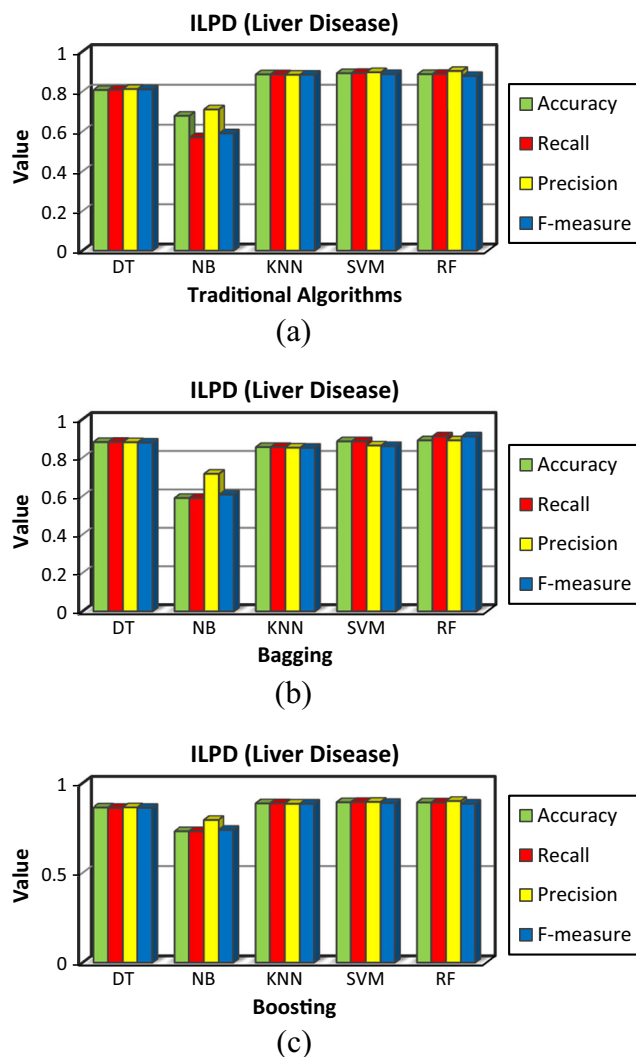 ILPD (Liver Disease)
1
0.8
0.6
0.4
0.2
0
Value
DT NB KNN SVM RF
Traditional Algorithms
Accuracy
Recall
Precision
F-measure
(a)
ILPD (Liver Disease)
1
0.8
0.6
0.4
0.2
0
Value
DT NB KNN SVM RF
Bagging
Accuracy
Recall
Precision
F-measure
(b)
ILPD (Liver Disease)
1
0.5
0
Value
DT NB KNN SVM RF
Boosting
Accuracy
Recall
Precision
F-measure
(c)